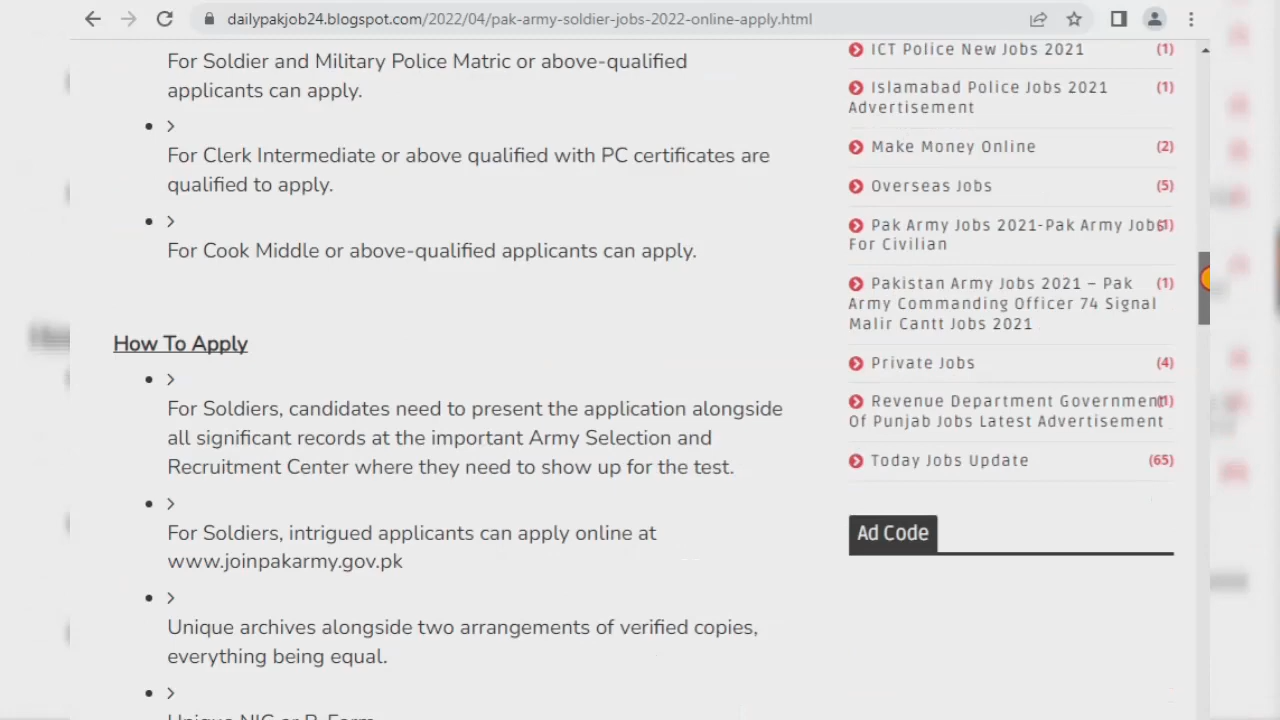 dailypakjob24.blogspot.com/2022/04/pak-army-soldier-jobs-2022-online-apply.html
For Soldier and Military Police Matric or above-qualified
applicants can apply.
For Clerk Intermediate or above qualified with PC certificates are
qualified to apply.
For Cook Middle or above-qualified applicants can apply.
How To Apply
For Soldiers, candidates need to present the application alongside
all significant records at the important Army Selection and
Recruitment Center where they need to show up for the test.
For Soldiers, intrigued applicants can apply online at
www.joinpakarmy.gov.pk
Unique archives alongside two arrangements of verified copies,
everything being equal.
Unique NIC or B-Form
ICT Police New Jobs 2021 (1)
Islamabad Police Jobs 2021 (1)
Advertisement
Make Money Online (2)
Overseas Jobs (5)
Pak Army Jobs 2021-Pak Army Jobs (1)
For Civilian
Pakistan Army Jobs 2021 – Pak (1)
Army Commanding Officer 74 Signal
Malir Cantt Jobs 2021
Private Jobs (4)
Revenue Department Government (1)
Of Punjab Jobs Latest Advertisement
Today Jobs Update (65)
Ad Code